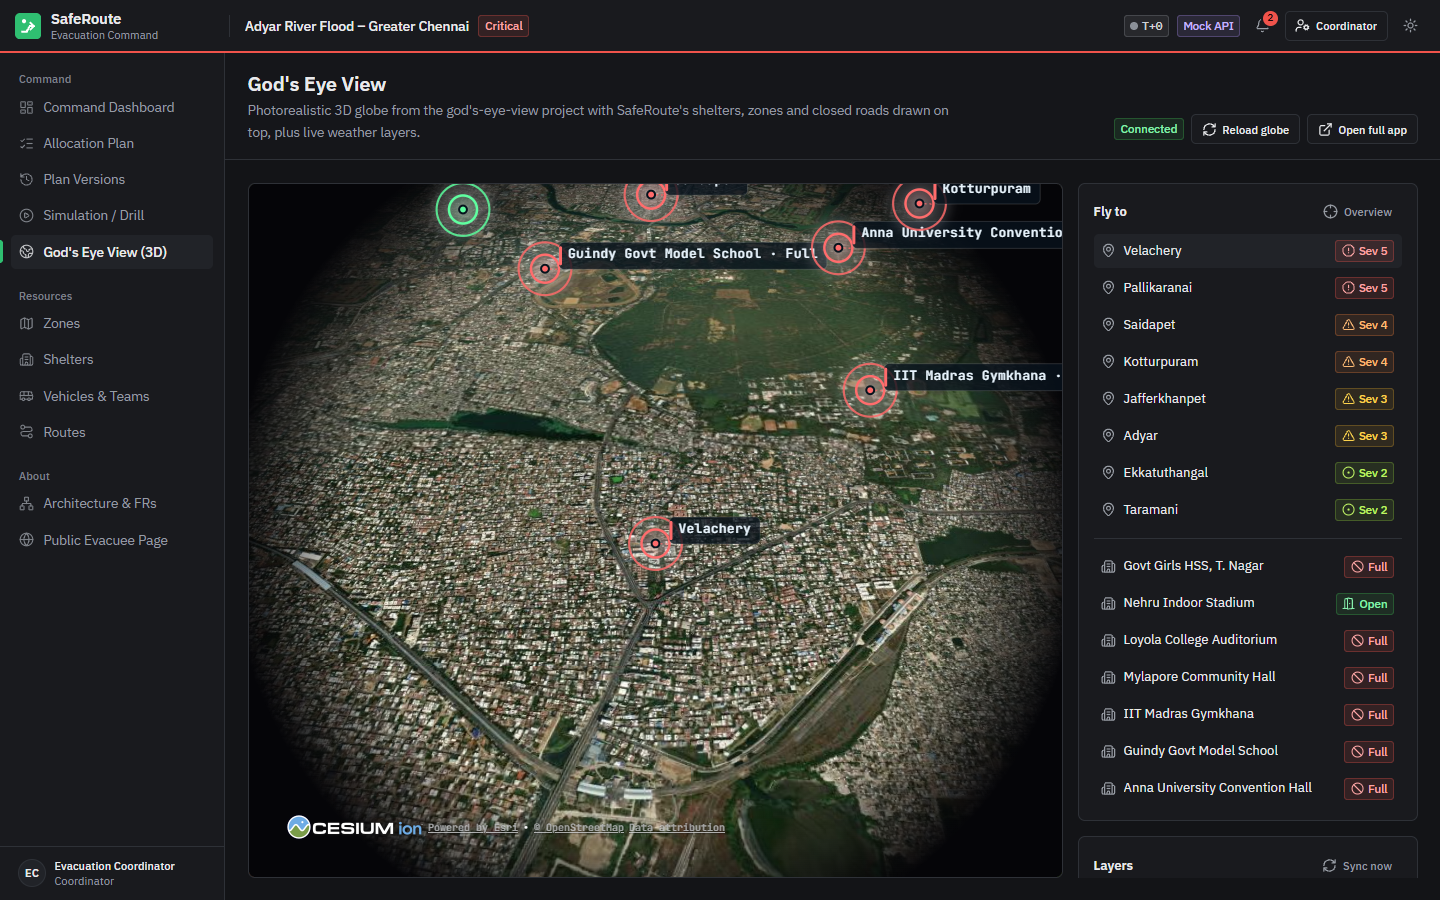 SafeRoute
Evacuation Command
Adyar River Flood – Greater Chennai
Critical
T+0
Mock API
2
Coordinator
Command
Command Dashboard
Allocation Plan
Plan Versions
Simulation / Drill
God's Eye View (3D)
Resources
Zones
Shelters
Vehicles & Teams
Routes
About
Architecture & FRs
Public Evacuee Page
EC
Evacuation Coordinator
Coordinator
God's Eye View
Photorealistic 3D globe from the god's-eye-view project with SafeRoute's shelters, zones and closed roads drawn on
top, plus live weather layers.
Connected
Reload globe
Open full app
Kotturpuram
Anna University Conventio
Guindy Govt Model School · Full
IIT Madras Gymkhana ·
Velachery
CESIUM ion
Powered by Esri • © OpenStreetMap Data attribution
Fly to
Overview
Velachery
Sev 5
Pallikaranai
Sev 5
Saidapet
Sev 4
Kotturpuram
Sev 4
Jafferkhanpet
Sev 3
Adyar
Sev 3
Ekkatuthangal
Sev 2
Taramani
Sev 2
Govt Girls HSS, T. Nagar
Full
Nehru Indoor Stadium
Open
Loyola College Auditorium
Full
Mylapore Community Hall
Full
IIT Madras Gymkhana
Full
Guindy Govt Model School
Full
Anna University Convention Hall
Full
Layers
Sync now